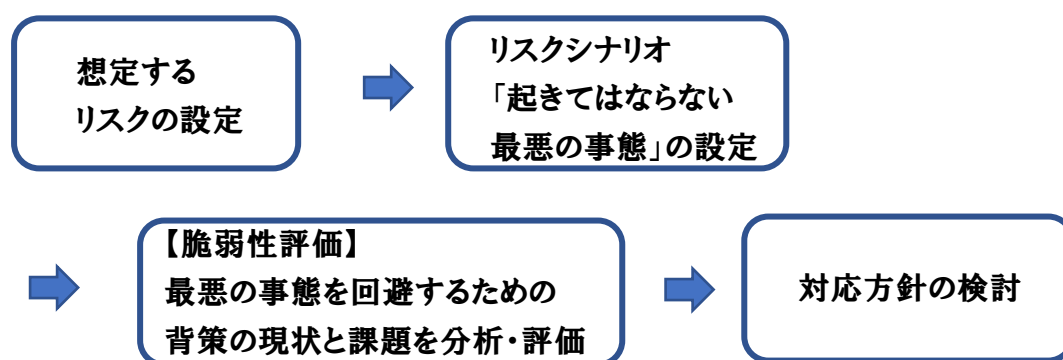 想定する
リスクの設定
リスクシナリオ
「起きてはならない
最悪の事態」の設定
【脆弱性評価】
最悪の事態を回避するための
背策の現状と課題を分析・評価
対応方針の検討